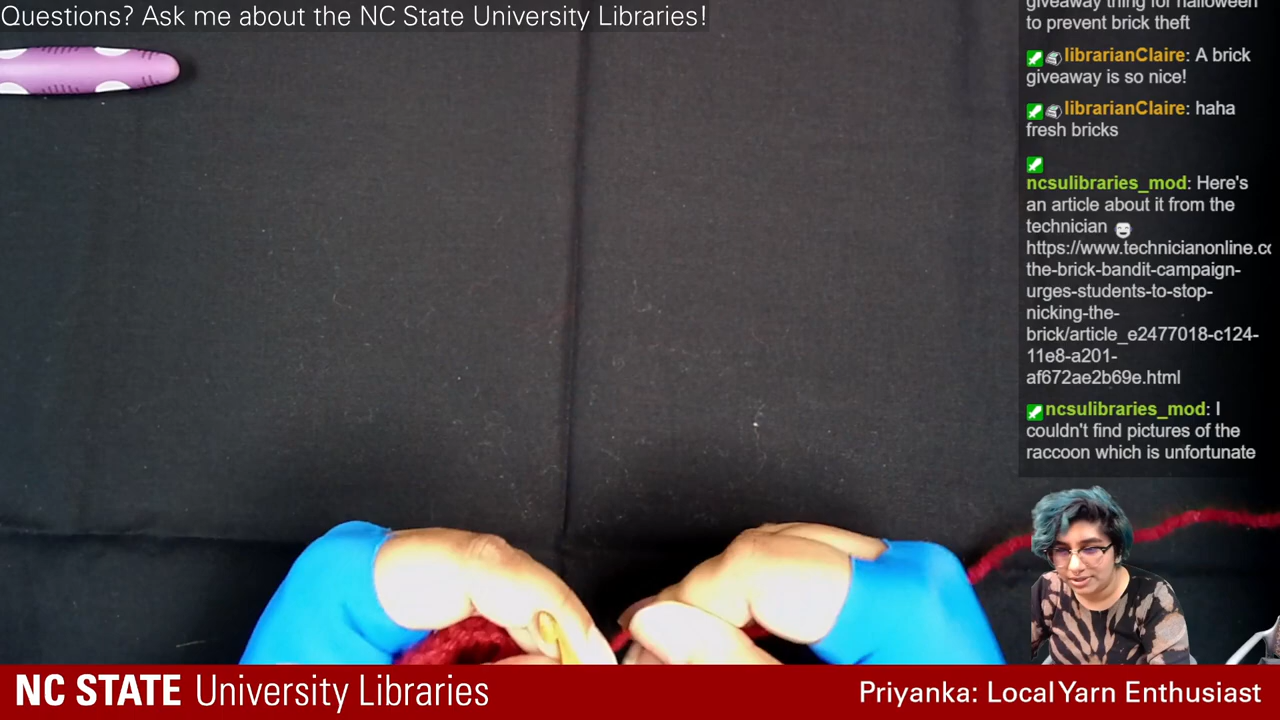 Questions? Ask me about the NC State University Libraries!
giveaway thing for halloween
to prevent brick theft
librarianClaire: A brick
giveaway is so nice!
librarianClaire: haha
fresh bricks
ncsulibraries_mod: Here's
an article about it from the
technician
https://www.technicianonline.co
the-brick-bandit-campaign-
urges-students-to-stop-
nicking-the-
brick/article_e2477018-c124-
11e8-a201-
af672ae2b69e.html
ncsulibraries_mod: I
couldn't find pictures of the
raccoon which is unfortunate
NC STATE University Libraries
Priyanka: Local Yarn Enthusiast